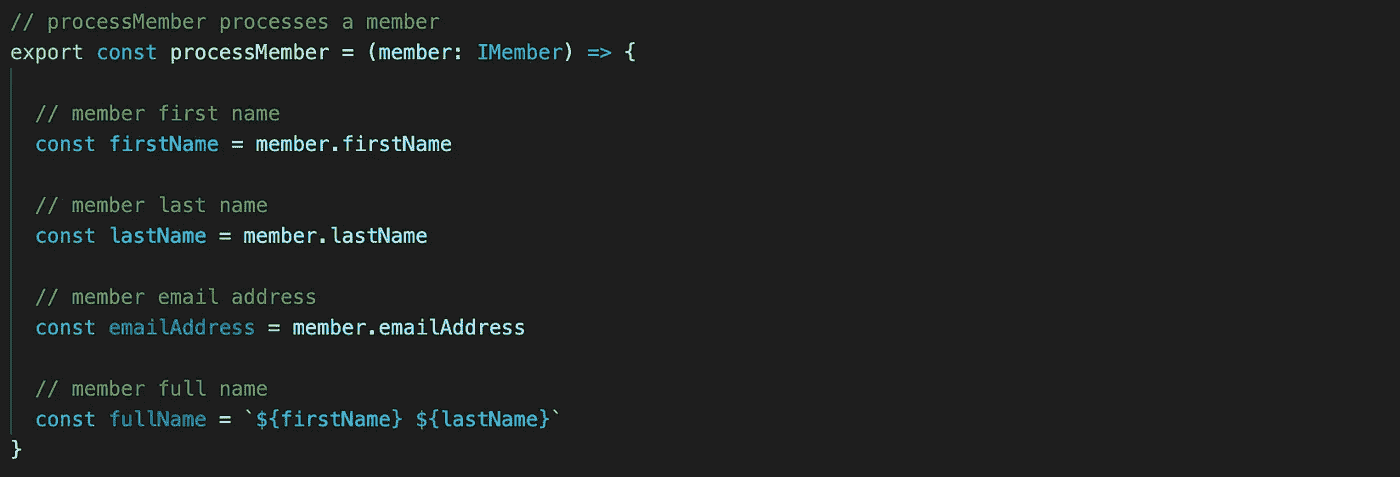 // processMember processes a member
export const processMember = (member: IMember) => {
// member first name
const firstName = member.firstName
// member last name
const lastName = member.lastName
// member email address
const emailAddress = member.emailAddress
// member full name
const fullName = `${firstName} ${lastName}`
}